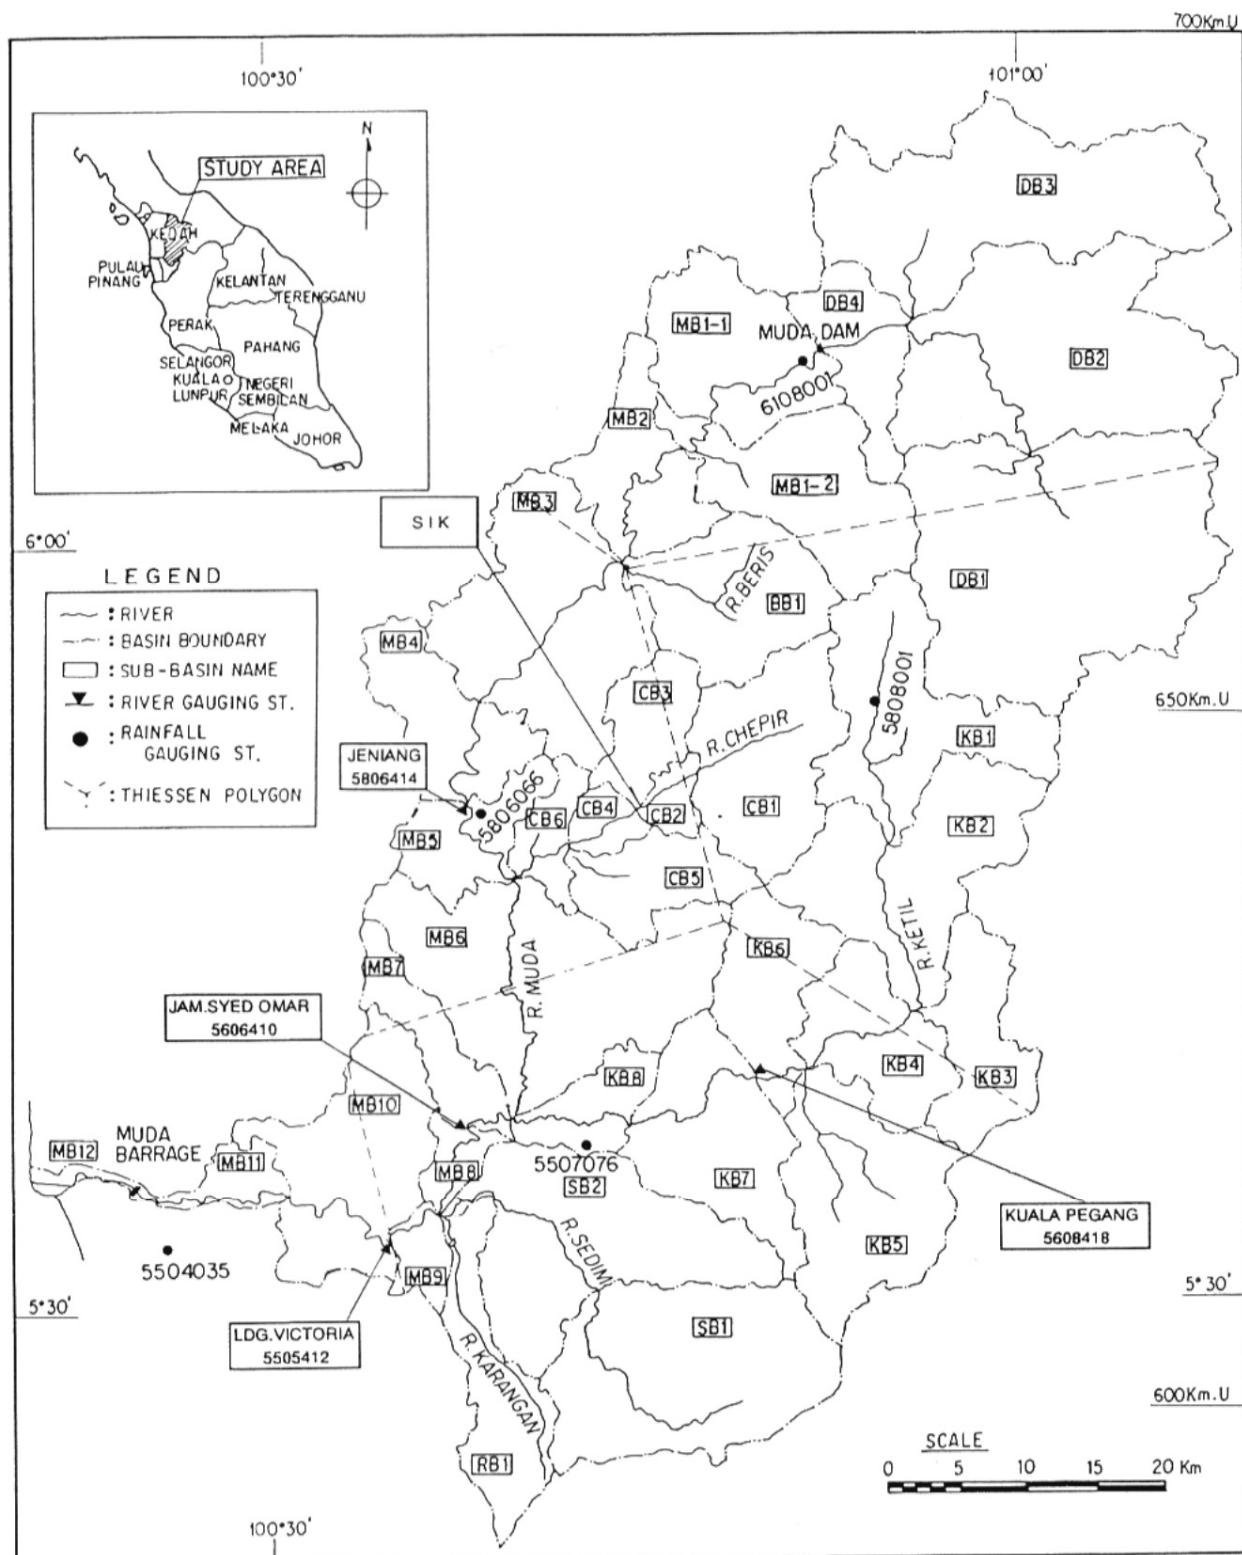 700Km.U
100°30'
101°00'
N
STUDY AREA
KEDAH
PULAU
PINANG
KELANTAN
TERENGGANU
PERAK
PAHANG
SELANGOR
KUALA
LUNPUR
NEGERI
SEMBILAN
MELAKA
JOHOR
DB3
DB4
MB1-1
MUDA DAM
DB2
6108001
MB2
MB1-2
MB3
SIK
6°00'
R.BERIS
BB1
DB1
LEGEND
: RIVER
: BASIN BOUNDARY
: SUB-BASIN NAME
: RIVER GAUGING ST.
: RAINFALL
GAUGING ST.
: THIESSEN POLYGON
MB4
CB3
5808001
650Km.U
R.CHEPIR
KB1
JENIANG
5806414
5806066
CB6
CB4
CB2
CB1
KB2
MB5
CB5
R.KETIL
MB6
KB6
MB7
R. MUDA
JAM.SYED OMAR
5606410
KB8
KB4
KB3
MB10
MUDA
BARRAGE
MB12
MB11
MB8
5507076
SB2
KB7
KUALA PEGANG
5608418
R.SEDIM
KB5
5504035
MB9
5°30'
5°30'
LDG.VICTORIA
5505412
SB1
R.KARANGAN
600Km.U
RB1
SCALE
0 5 10 15 20 Km
100°30'